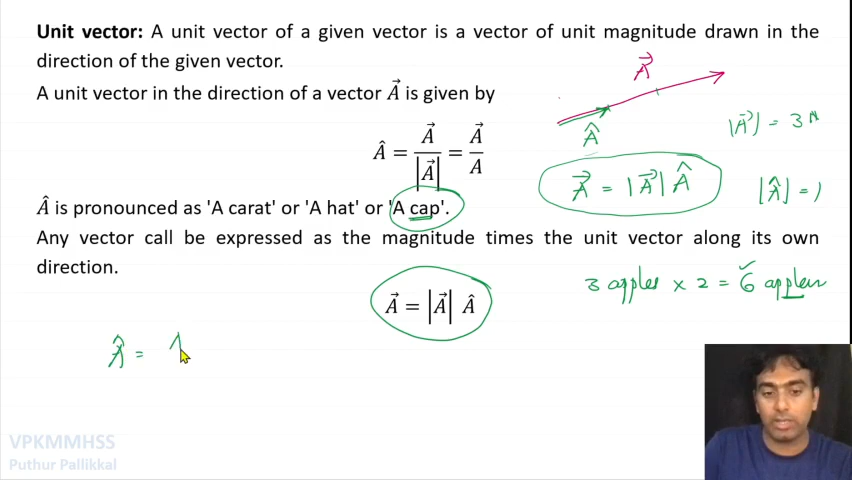 Unit vector: A unit vector of a given vector is a vector of unit magnitude drawn in the
direction of the given vector.
A unit vector in the direction of a vector A⃗ is given by
Â = A⃗ / |A⃗| = A⃗ / A
Â is pronounced as 'A carat' or 'A hat' or 'A cap'.
Any vector call be expressed as the magnitude times the unit vector along its own
direction.
A⃗ = |A⃗| Â
A⃗
Â
|A⃗| = 3 N
A⃗ = |A⃗| Â
|Â| = 1
3 apples × 2 = 6 apples
Â = A
VPKMMHSS
Puthur Pallikkal